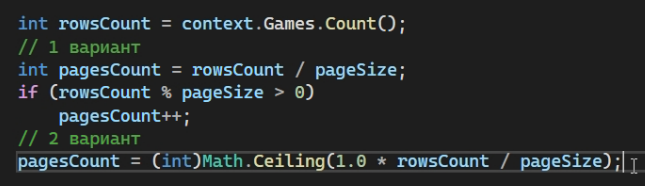 int rowsCount = context.Games.Count();
// 1 вариант
int pagesCount = rowsCount / pageSize;
if (rowsCount % pageSize > 0)
    pagesCount++;
// 2 вариант
pagesCount = (int)Math.Ceiling(1.0 * rowsCount / pageSize);